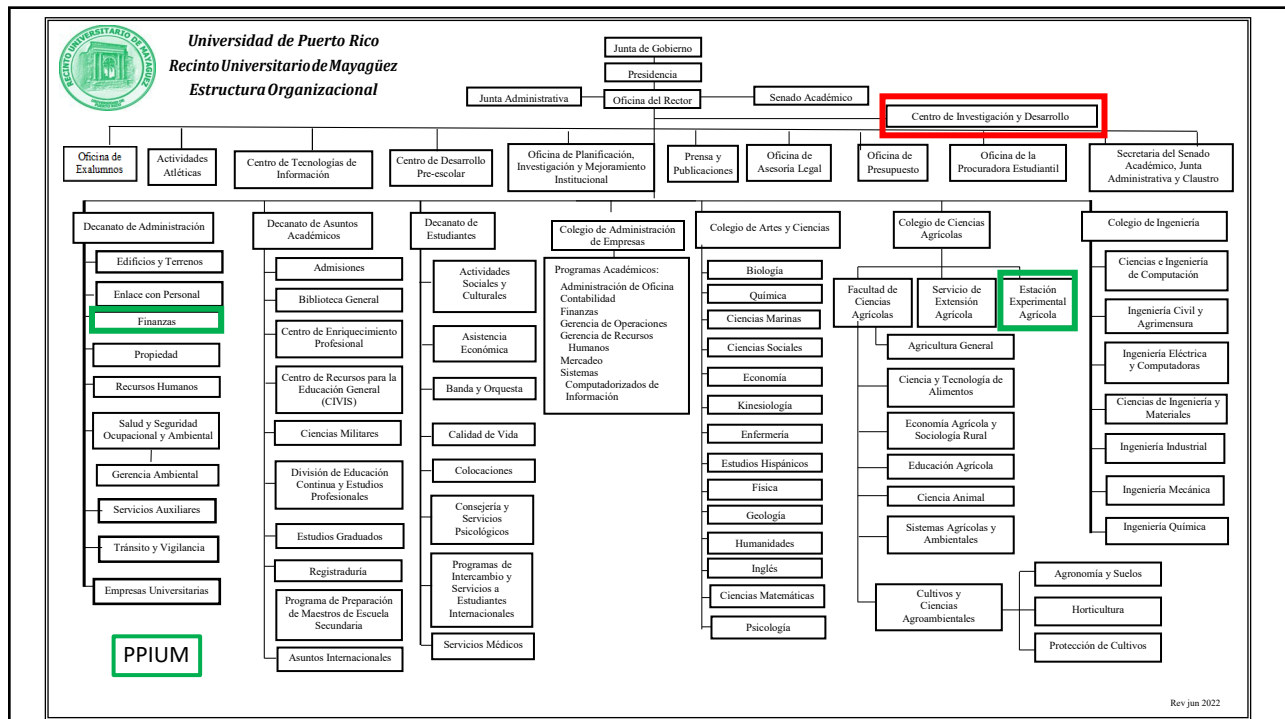 RECINTO UNIVERSITARIO DE MAYAGÜEZ
Universidad de Puerto Rico
Recinto Universitario de Mayagüez
Estructura Organizacional
Junta de Gobierno
Presidencia
Junta Administrativa
Oficina del Rector
Senado Académico
Centro de Investigación y Desarrollo
Oficina de
Exalumnos
Actividades
Atléticas
Centro de Tecnologías de
Información
Centro de Desarrollo
Pre-escolar
Oficina de Planificación,
Investigación y Mejoramiento
Institucional
Prensa y
Publicaciones
Oficina de
Asesoría Legal
Oficina de
Presupuesto
Oficina de la
Procuradora Estudiantil
Secretaria del Senado
Académico, Junta
Administrativa y Claustro
Decanato de Administración
Edificios y Terrenos
Enlace con Personal
Finanzas
Propiedad
Recursos Humanos
Salud y Seguridad
Ocupacional y Ambiental
Gerencia Ambiental
Servicios Auxiliares
Tránsito y Vigilancia
Empresas Universitarias
Decanato de Asuntos
Académicos
Admisiones
Biblioteca General
Centro de Enriquecimiento
Profesional
Centro de Recursos para la
Educación General
(CIVIS)
Ciencias Militares
División de Educación
Continua y Estudios
Profesionales
Estudios Graduados
Registraduría
Programa de Preparación
de Maestros de Escuela
Secundaria
Asuntos Internacionales
Decanato de
Estudiantes
Actividades
Sociales y
Culturales
Asistencia
Económica
Banda y Orquesta
Calidad de Vida
Colocaciones
Consejería y
Servicios
Psicológicos
Programas de
Intercambio y
Servicios a
Estudiantes
Internacionales
Servicios Médicos
Colegio de Administración
de Empresas
Programas Académicos:
Administración de Oficina
Contabilidad
Finanzas
Gerencia de Operaciones
Gerencia de Recursos
Humanos
Mercadeo
Sistemas
Computadorizados de
Información
Colegio de Artes y Ciencias
Biología
Química
Ciencias Marinas
Ciencias Sociales
Economía
Kinesiología
Enfermería
Estudios Hispánicos
Física
Geología
Humanidades
Inglés
Ciencias Matemáticas
Psicología
Colegio de Ciencias
Agrícolas
Facultad de
Ciencias
Agrícolas
Servicio de
Extensión
Agrícola
Estación
Experimental
Agrícola
Agricultura General
Ciencia y Tecnología de
Alimentos
Economía Agrícola y
Sociología Rural
Educación Agrícola
Ciencia Animal
Sistemas Agrícolas y
Ambientales
Cultivos y
Ciencias
Agroambientales
Agronomía y Suelos
Horticultura
Protección de Cultivos
Colegio de Ingeniería
Ciencias e Ingeniería
de Computación
Ingeniería Civil y
Agrimensura
Ingeniería Eléctrica
y Computadoras
Ciencias de Ingeniería y
Materiales
Ingeniería Industrial
Ingeniería Mecánica
Ingeniería Química
PPIUM
Rev jun 2022